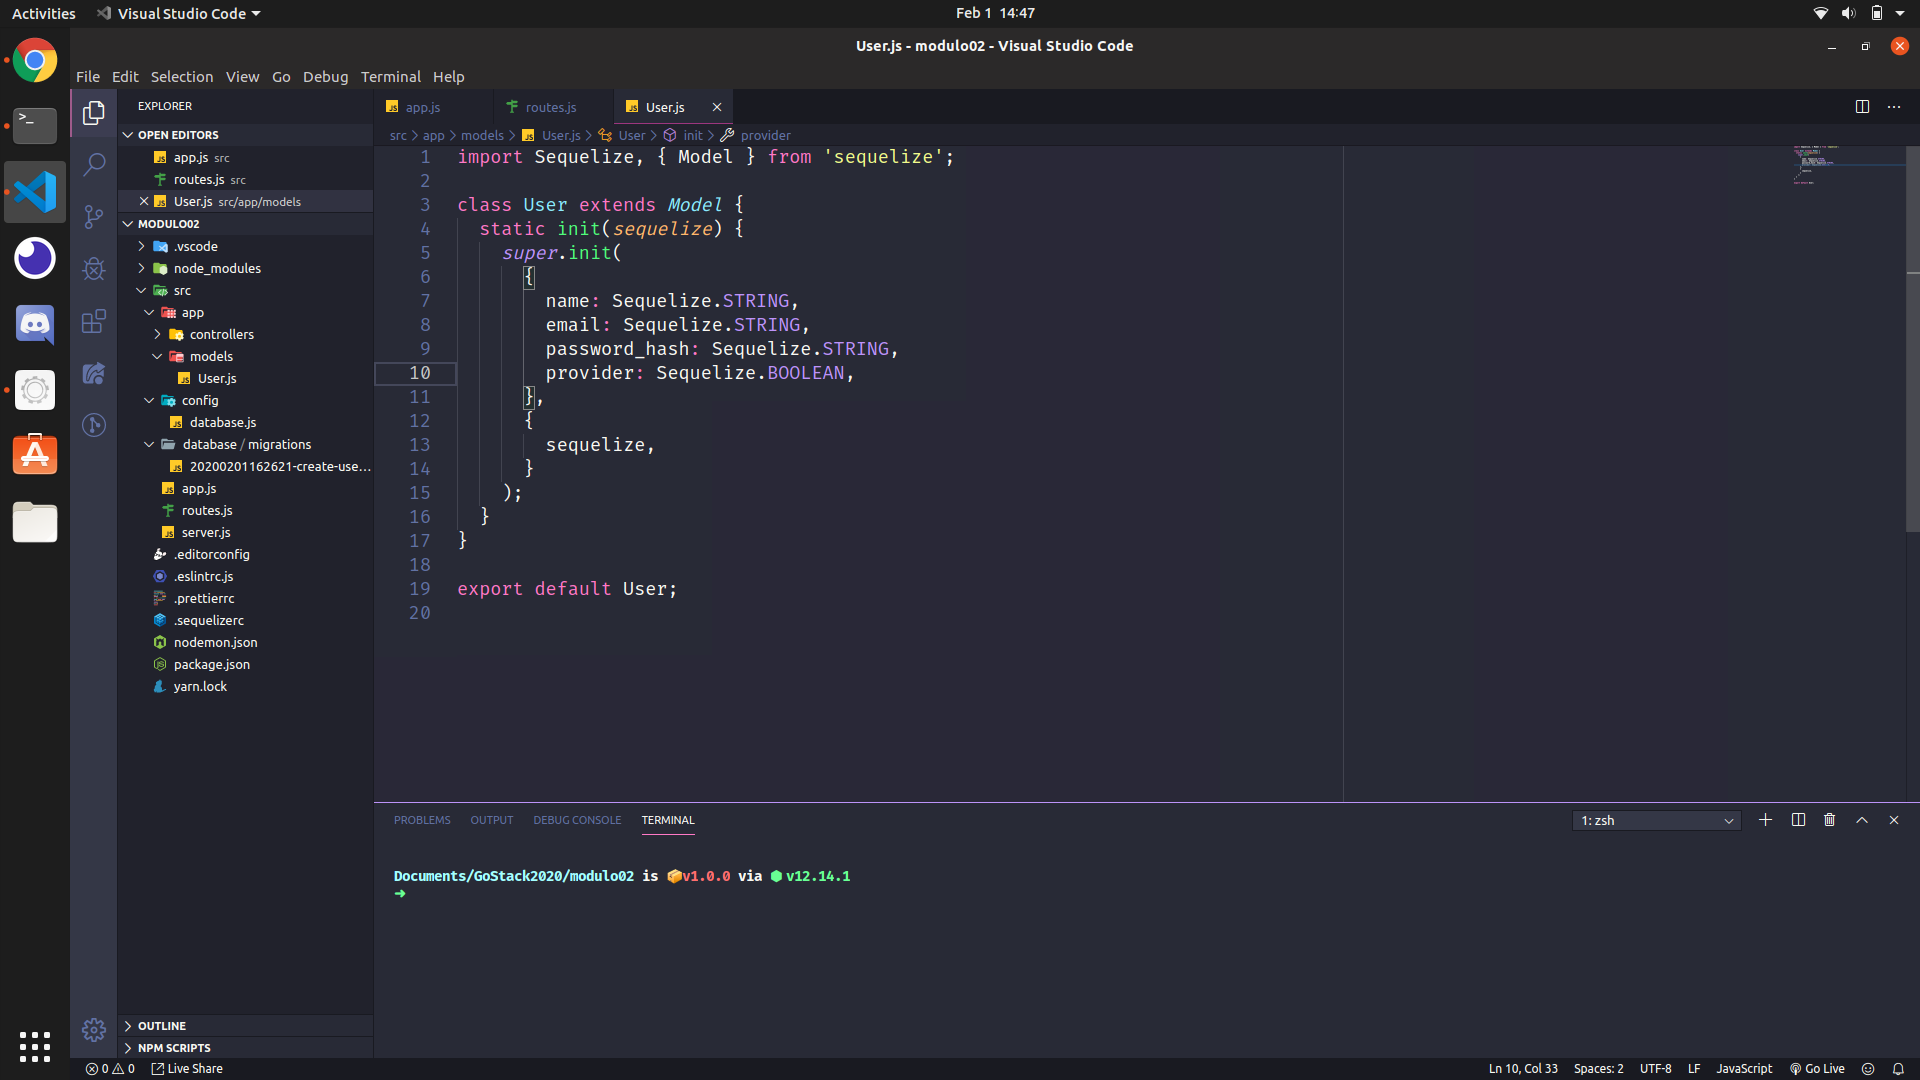 Activities
Visual Studio Code
Feb 1 14:47
User.js - modulo02 - Visual Studio Code
File Edit Selection View Go Debug Terminal Help
EXPLORER
OPEN EDITORS
app.js src
routes.js src
User.js src/app/models
MODULO02
.vscode
node_modules
src
app
controllers
models
User.js
config
database.js
database / migrations
20200201162621-create-use...
app.js
routes.js
server.js
.editorconfig
.eslintrc.js
.prettierrc
.sequelizerc
nodemon.json
package.json
yarn.lock
OUTLINE
NPM SCRIPTS
app.js
routes.js
User.js
src > app > models > User.js > User > init > provider
1 import Sequelize, { Model } from 'sequelize';
2
3 class User extends Model {
4 static init(sequelize) {
5 super.init(
6 {
7 name: Sequelize.STRING,
8 email: Sequelize.STRING,
9 password_hash: Sequelize.STRING,
10 provider: Sequelize.BOOLEAN,
11 },
12 {
13 sequelize,
14 }
15 );
16 }
17 }
18
19 export default User;
20
PROBLEMS OUTPUT DEBUG CONSOLE TERMINAL
1: zsh
Documents/GoStack2020/modulo02 is 📦v1.0.0 via ⬢ v12.14.1
➜
0 0 Live Share
Ln 10, Col 33 Spaces: 2 UTF-8 LF JavaScript Go Live